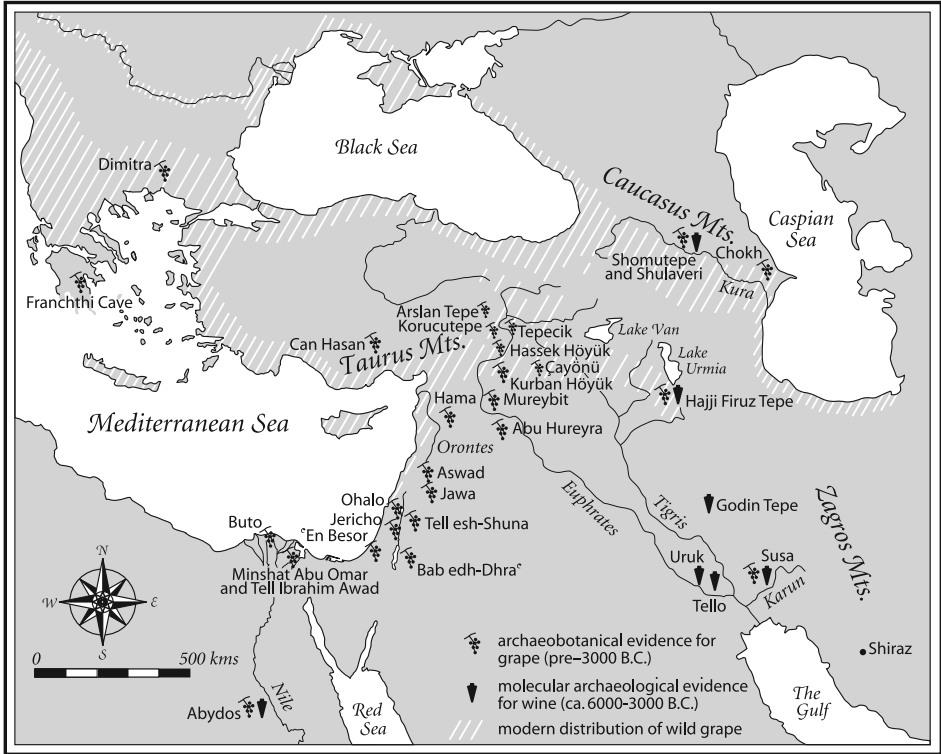 Black Sea
Dimitra
Caucasus Mts.
Caspian
Sea
Shomutepe
and Shulaveri
Chokh
Kura
Franchthi Cave
Arslan Tepe
Korucutepe
Tepecik
Lake Van
Can Hasan
Taurus Mts.
Hassek Höyük
Çayönü
Lake
Urmia
Kurban Höyük
Mureybit
Hajji Firuz Tepe
Hama
Mediterranean Sea
Abu Hureyra
Orontes
Aswad
Jawa
Euphrates
Tigris
Godin Tepe
Zagros Mts.
Ohalo
Jericho
Tell esh-Shuna
Buto
ʿEn Besor
Bab edh-Dhraʿ
Minshat Abu Omar
and Tell Ibrahim Awad
Uruk
Susa
Tello
Karun
N
W E
S
0 500 kms
Nile
Abydos
Red
Sea
Shiraz
The
Gulf
archaeobotanical evidence for
grape (pre–3000 B.C.)
molecular archaeological evidence
for wine (ca. 6000-3000 B.C.)
modern distribution of wild grape